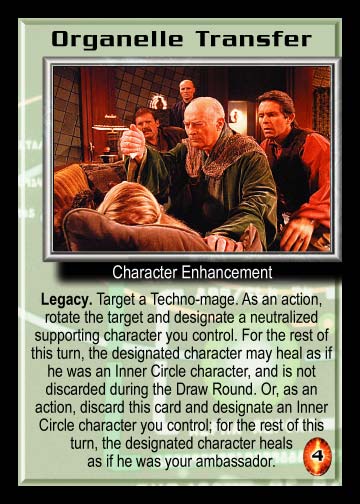 Organelle Transfer
Character Enhancement
Legacy. Target a Techno-mage. As an action,
rotate the target and designate a neutralized
supporting character you control. For the rest of
this turn, the designated character may heal as if
he was an Inner Circle character, and is not
discarded during the Draw Round. Or, as an
action, discard this card and designate an Inner
Circle character you control; for the rest of this
turn, the designated character heals
as if he was your ambassador.
4